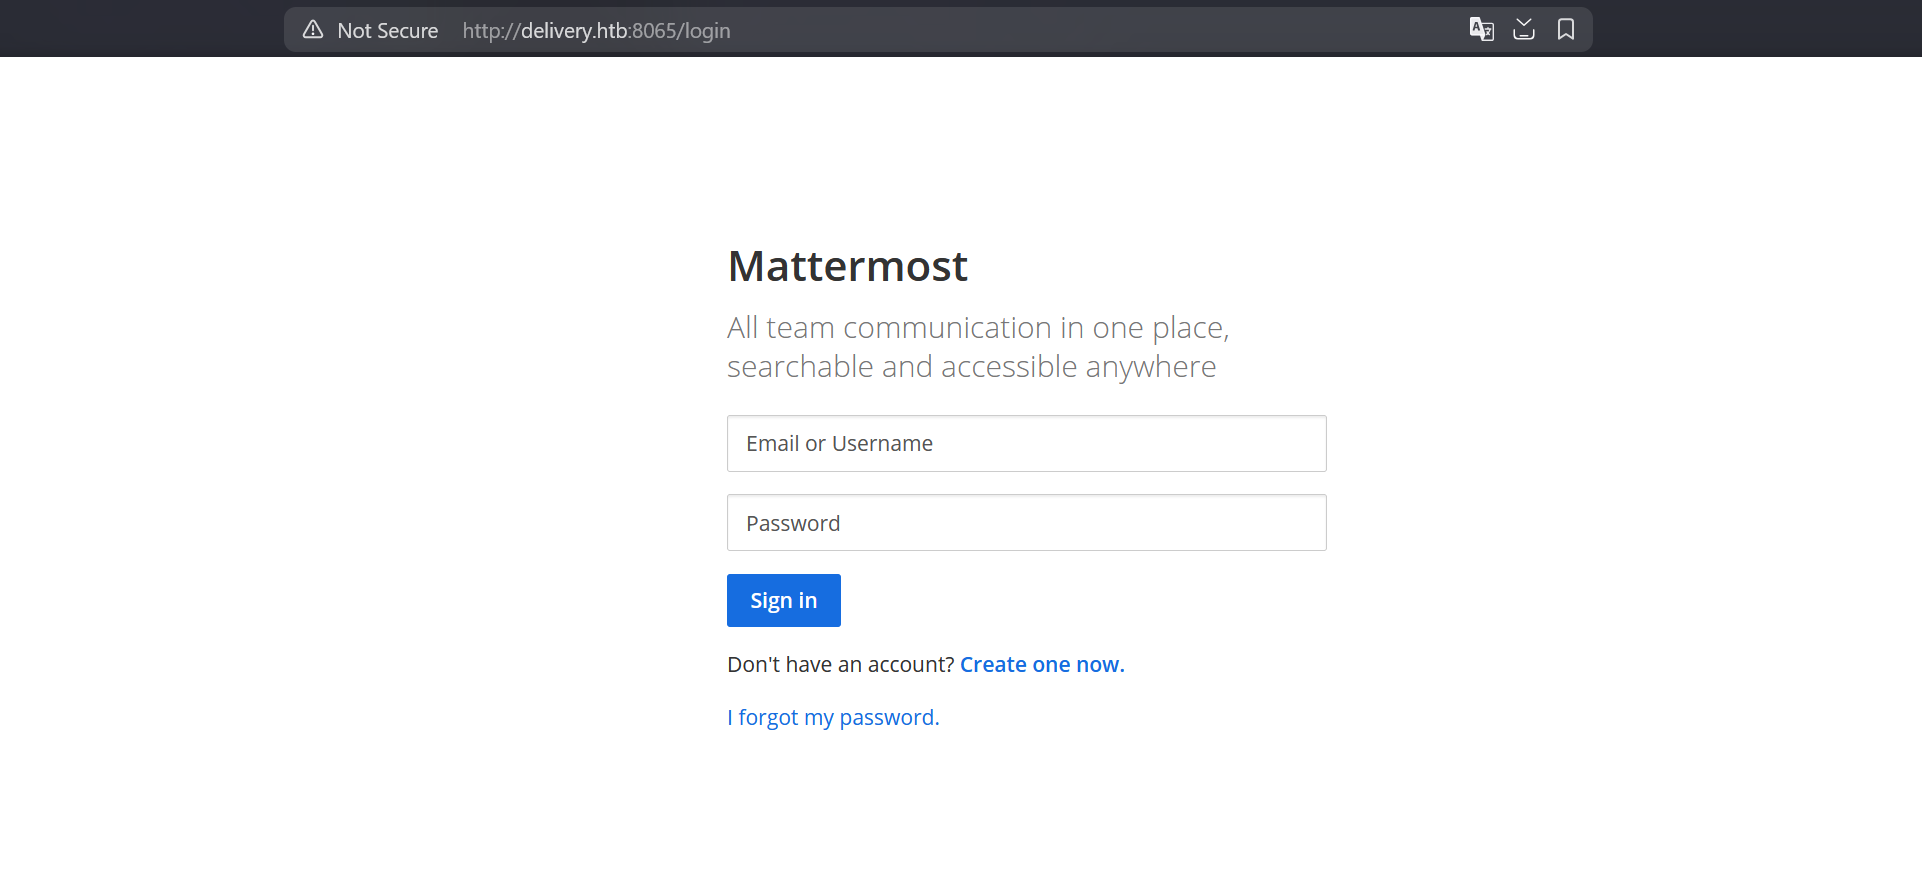 Not Secure http://delivery.htb:8065/login
Mattermost
All team communication in one place,
searchable and accessible anywhere
Email or Username
Password
Sign in
Don't have an account? Create one now.
I forgot my password.